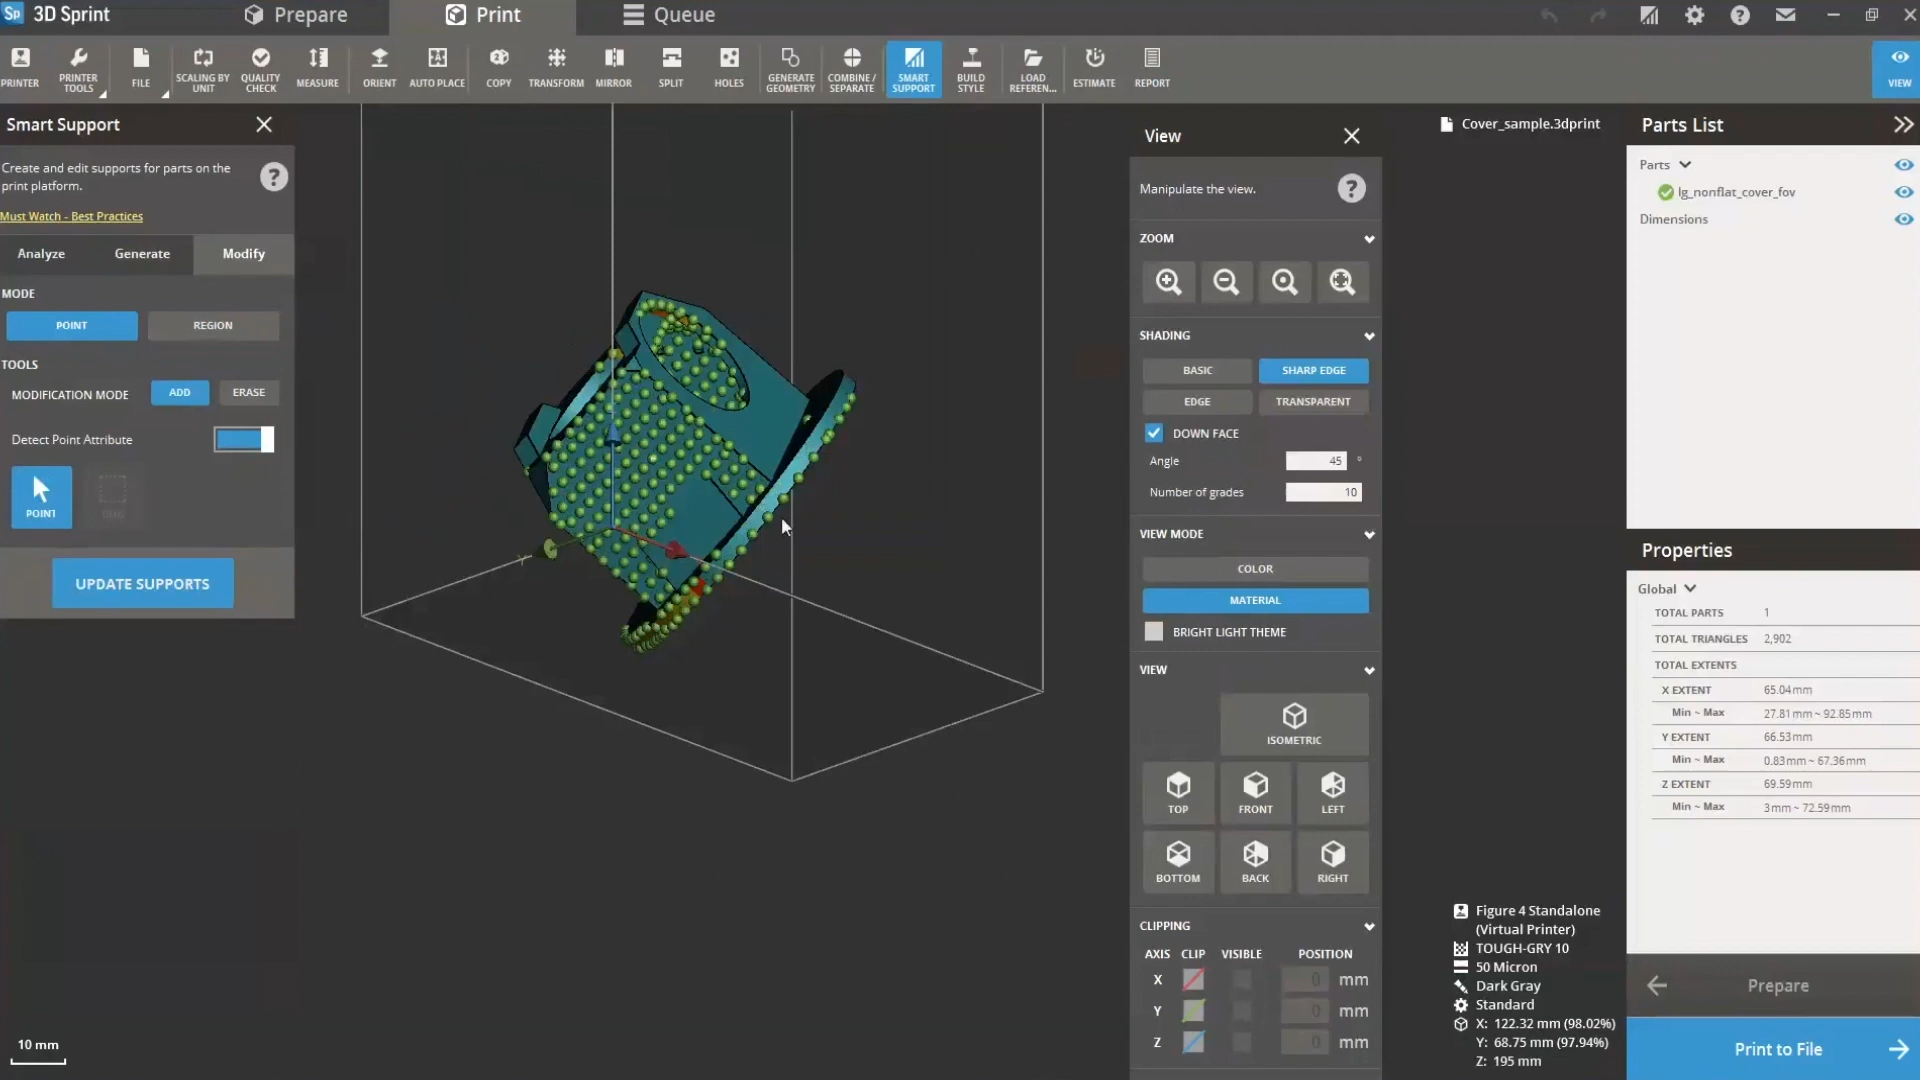 Sp 3D Sprint
Prepare
Print
Queue
PRINTER
PRINTER TOOLS
FILE
SCALING BY UNIT
QUALITY CHECK
MEASURE
ORIENT
AUTO PLACE
COPY
TRANSFORM
MIRROR
SPLIT
HOLES
GENERATE GEOMETRY
COMBINE / SEPARATE
SMART SUPPORT
BUILD STYLE
LOAD REFEREN...
ESTIMATE
REPORT
VIEW
Smart Support
Create and edit supports for parts on the
print platform.
Must Watch - Best Practices
Analyze
Generate
Modify
MODE
POINT
REGION
TOOLS
MODIFICATION MODE
ADD
ERASE
Detect Point Attribute
POINT
UPDATE SUPPORTS
Y
10 mm
View
Manipulate the view.
ZOOM
SHADING
BASIC
SHARP EDGE
EDGE
TRANSPARENT
DOWN FACE
Angle 45 °
Number of grades 10
VIEW MODE
COLOR
MATERIAL
BRIGHT LIGHT THEME
VIEW
ISOMETRIC
TOP
FRONT
LEFT
BOTTOM
BACK
RIGHT
CLIPPING
AXIS CLIP VISIBLE POSITION
X 0 mm
Y 0 mm
Z 0 mm
Cover_sample.3dprint
Figure 4 Standalone
(Virtual Printer)
TOUGH-GRY 10
50 Micron
Dark Gray
Standard
X: 122.32 mm (98.02%)
Y: 68.75 mm (97.94%)
Z: 195 mm
Parts List
Parts
lg_nonflat_cover_fov
Dimensions
Properties
Global
TOTAL PARTS 1
TOTAL TRIANGLES 2,902
TOTAL EXTENTS
X EXTENT 65.04mm
Min ~ Max 27.81mm ~ 92.85mm
Y EXTENT 66.53mm
Min ~ Max 0.83mm ~ 67.36mm
Z EXTENT 69.59mm
Min ~ Max 3mm ~ 72.59mm
Prepare
Print to File